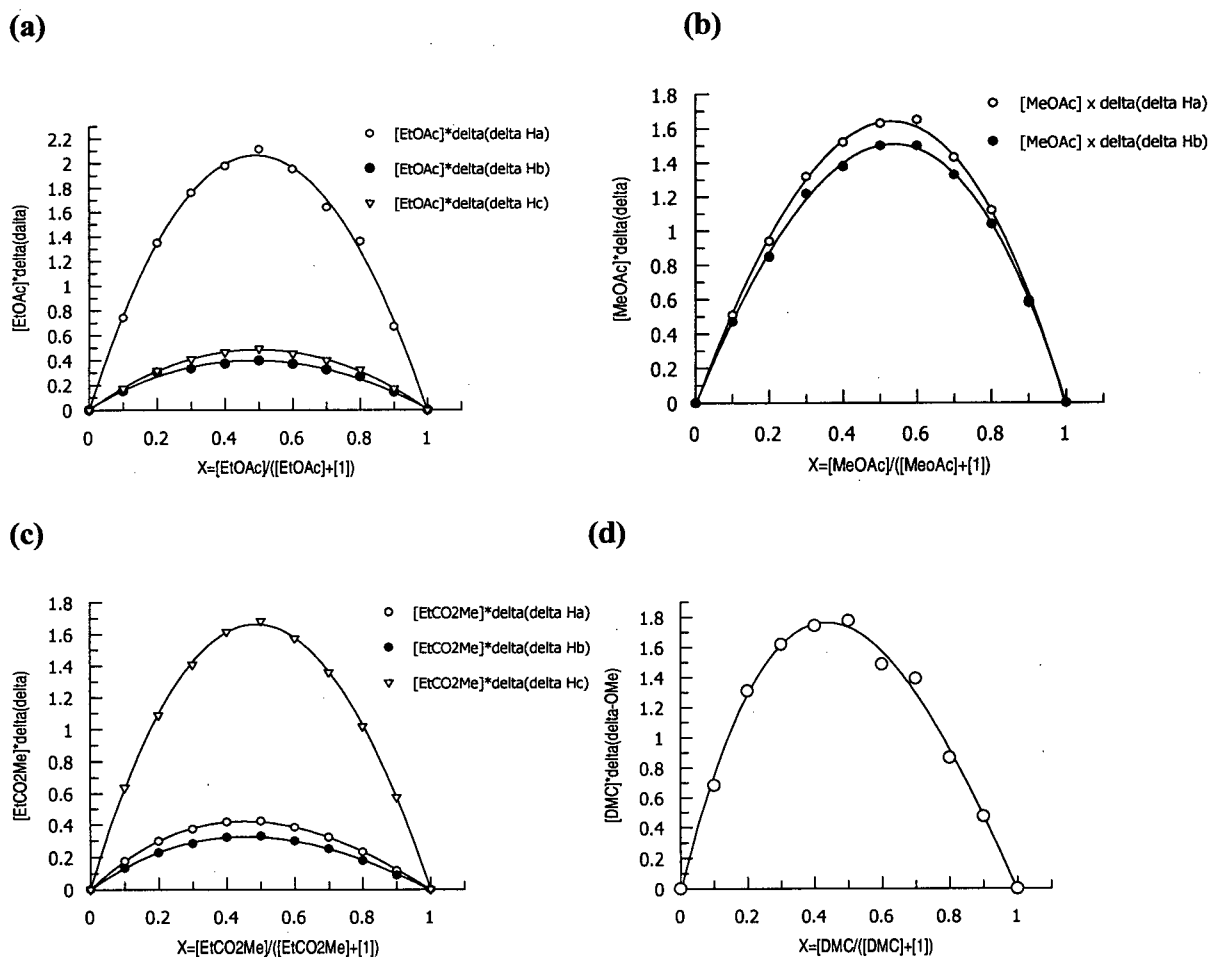 (a)
[EtOAc]*delta(dalta)
2.2
2
1.8
1.6
1.4
1.2
1
0.8
0.6
0.4
0.2
0
0 0.2 0.4 0.6 0.8 1
X=[EtOAc]/([EtOAc]+[1])
[EtOAc]*delta(delta Ha)
[EtOAc]*delta(delta Hb)
[EtOAc]*delta(delta Hc)
(b)
[MeOAc]*delta(delta)
1.8
1.6
1.4
1.2
1
0.8
0.6
0.4
0.2
0
0 0.2 0.4 0.6 0.8 1
X=[MeOAc]/([MeoAc]+[1])
[MeOAc] x delta(delta Ha)
[MeOAc] x delta(delta Hb)
(c)
[EtCO2Me]*delta(delta)
1.8
1.6
1.4
1.2
1
0.8
0.6
0.4
0.2
0
0 0.2 0.4 0.6 0.8 1
X=[EtCO2Me]/([EtCO2Me]+[1])
[EtCO2Me]*delta(delta Ha)
[EtCO2Me]*delta(delta Hb)
[EtCO2Me]*delta(delta Hc)
(d)
[DMC]*delta(delta-OMe)
1.8
1.6
1.4
1.2
1
0.8
0.6
0.4
0.2
0
0 0.2 0.4 0.6 0.8 1
X=[DMC/([DMC]+[1])